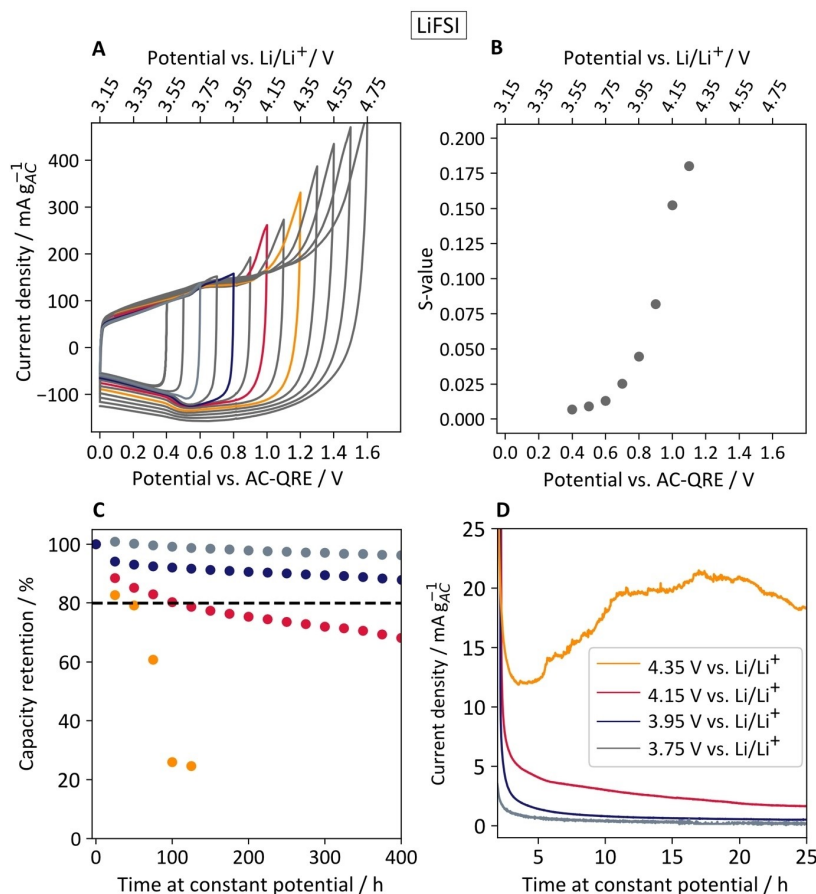 LiFSI
A
Potential vs. Li/Li⁺/ V
3.15 3.35 3.55 3.75 3.95 4.15 4.35 4.55 4.75
Current density / mA g⁻¹_AC
400
300
200
100
0
−100
0.0 0.2 0.4 0.6 0.8 1.0 1.2 1.4 1.6
Potential vs. AC-QRE / V
B
Potential vs. Li/Li⁺/ V
3.15 3.35 3.55 3.75 3.95 4.15 4.35 4.55 4.75
S-value
0.200
0.175
0.150
0.125
0.100
0.075
0.050
0.025
0.000
0.0 0.2 0.4 0.6 0.8 1.0 1.2 1.4 1.6
Potential vs. AC-QRE / V
C
Capacity retention / %
100
80
60
40
20
0
0 100 200 300 400
Time at constant potential / h
D
Current density / mA g⁻¹_AC
25
20
15
10
5
0
4.35 V vs. Li/Li⁺
4.15 V vs. Li/Li⁺
3.95 V vs. Li/Li⁺
3.75 V vs. Li/Li⁺
5 10 15 20 25
Time at constant potential / h